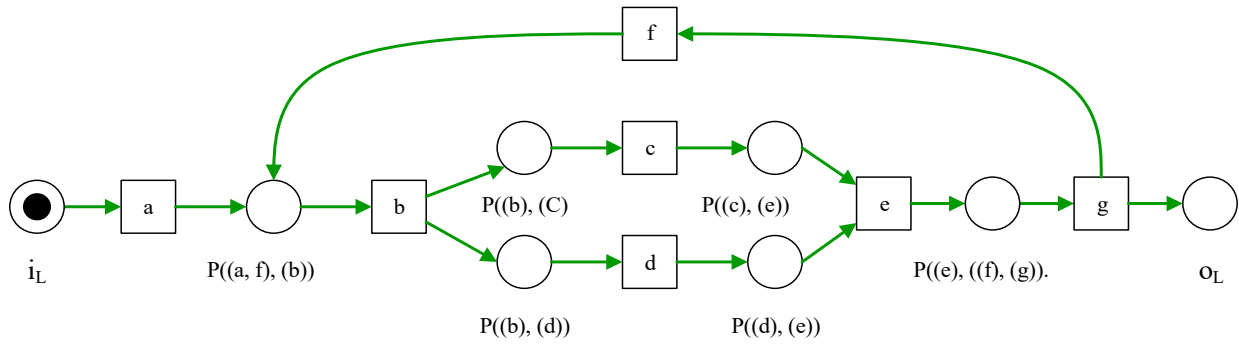 f
c
P((b), (C)
P((c), (e))
a
b
e
g
i_L
P((a, f), (b))
d
P((e), ((f), (g)).
o_L
P((b), (d))
P((d), (e))